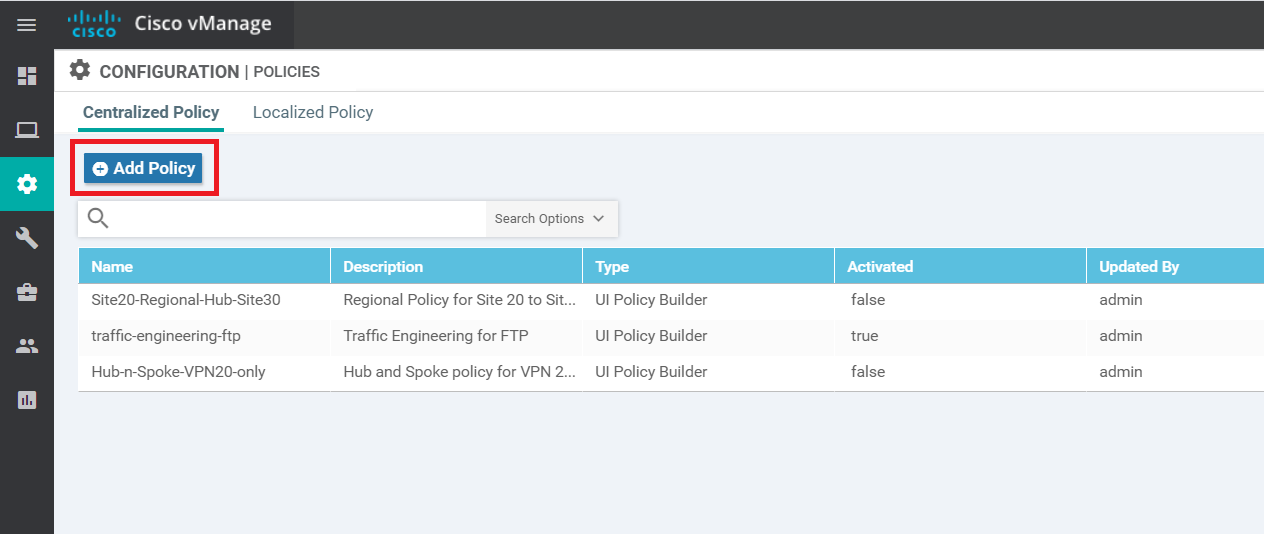 cisco Cisco vManage
CONFIGURATION | POLICIES
Centralized Policy Localized Policy
Add Policy
Search Options
Name Description Type Activated Updated By
Site20-Regional-Hub-Site30 Regional Policy for Site 20 to Sit... UI Policy Builder false admin
traffic-engineering-ftp Traffic Engineering for FTP UI Policy Builder true admin
Hub-n-Spoke-VPN20-only Hub and Spoke policy for VPN 2... UI Policy Builder false admin